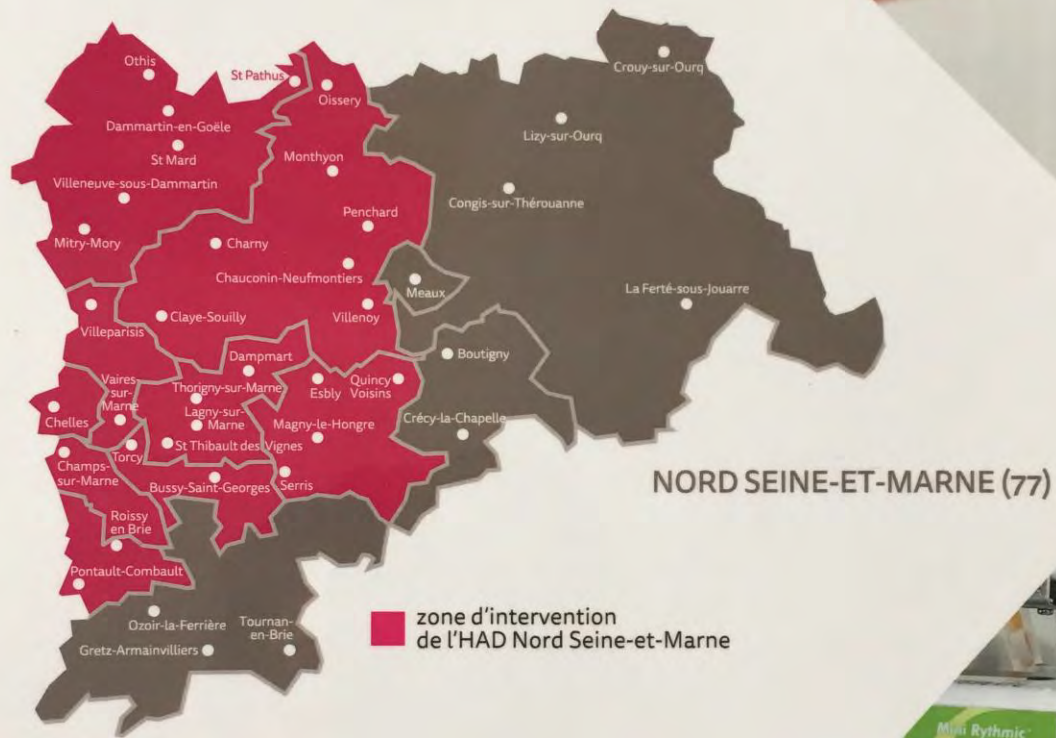 Othis
St Pathus
Oissery
Crouy-sur-Ourq
Dammartin-en-Goële
Lizy-sur-Ourq
St Mard
Monthyon
Villeneuve-sous-Dammartin
Congis-sur-Thérouanne
Penchard
Mitry-Mory
Charny
Chauconin-Neufmontiers
Meaux
La Ferté-sous-Jouarre
Villeparisis
Claye-Souilly
Villenoy
Dampmart
Boutigny
Vaires-
sur-
Marne
Thorigny-sur-Marne
Esbly
Quincy
Voisins
Chelles
Lagny-sur-
Marne
Magny-le-Hongre
Crécy-la-Chapelle
Torcy
St Thibault des Vignes
Champs-
sur-Marne
Bussy-Saint-Georges
Serris
NORD SEINE-ET-MARNE (77)
Roissy
en Brie
Pontault-Combault
Ozoir-la-Ferrière
Tournan-
en-Brie
Gretz-Armainvilliers
zone d'intervention
de l'HAD Nord Seine-et-Marne
Mini Rythmic